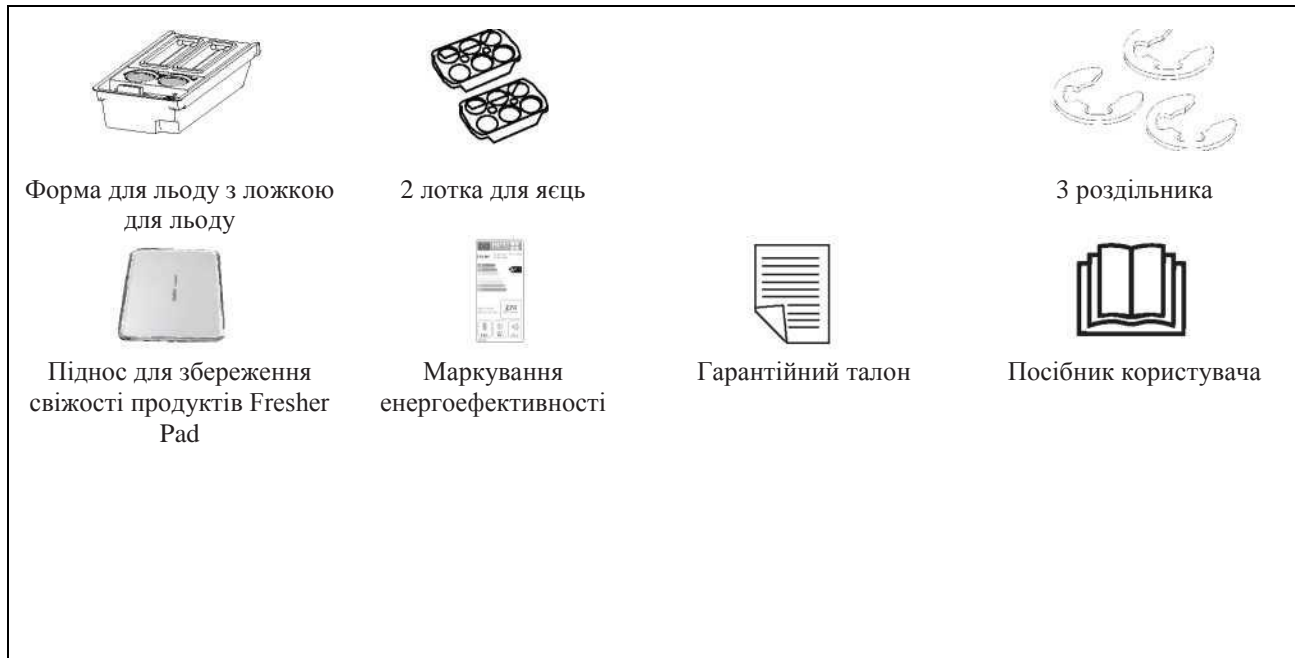 Форма для льоду з ложкою
для льоду
2 лотка для яєць
3 роздільника
Піднос для збереження
свіжості продуктів Fresher
Pad
Маркування
енергоефективності
Гарантійний талон
Посібник користувача